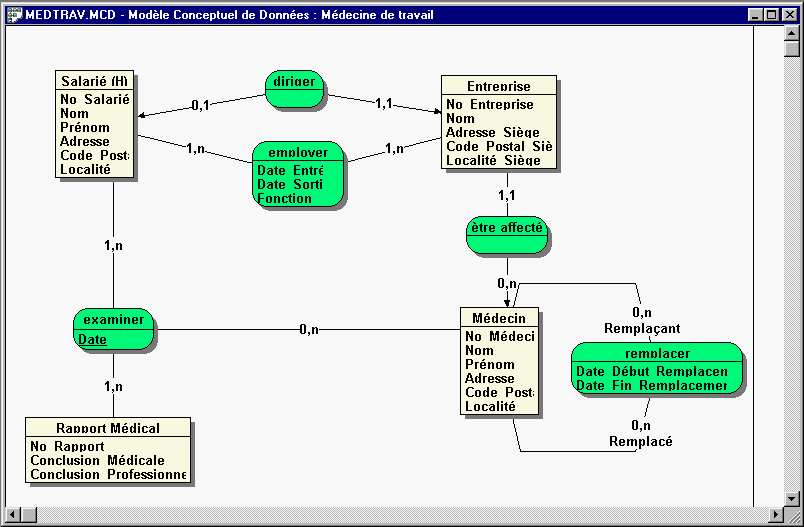 MEDTRAV.MCD - Modèle Conceptuel de Données : Médecine de travail
Salarié (H)
No Salarié
Nom
Prénom
Adresse
Code Posta
Localité
diriger
0,1
1,1
Entreprise
No Entreprise
Nom
Adresse Siège
Code Postal Siè
Localité Siège
employer
Date Entré
Date Sorti
Fonction
1,n
1,n
1,1
être affecté
0,n
1,n
examiner
Date
0,n
1,n
Médecin
No Médeci
Nom
Prénom
Adresse
Code Posta
Localité
0,n
Remplaçant
remplacer
Date Début Remplacen
Date Fin Remplacemer
0,n
Remplacé
Rapport Médical
No Rapport
Conclusion Médicale
Conclusion Professionne